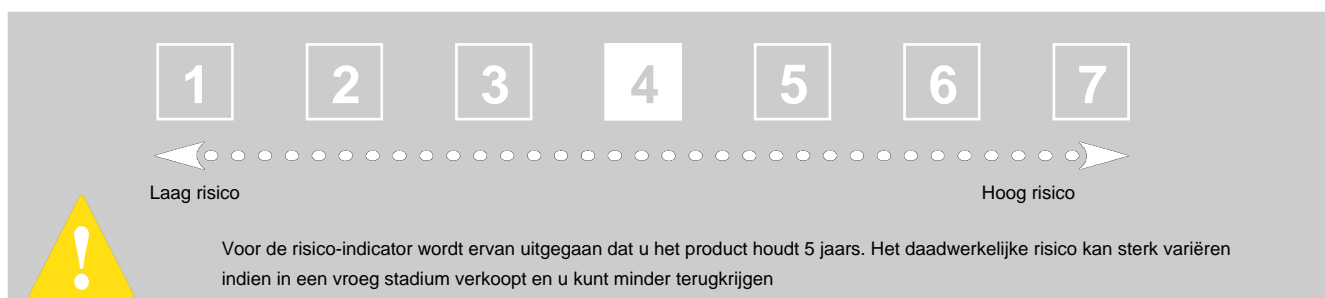 1 2 3 4 5 6 7
Laag risico Hoog risico
!
Voor de risico-indicator wordt ervan uitgegaan dat u het product houdt 5 jaars. Het daadwerkelijke risico kan sterk variëren
indien in een vroeg stadium verkoopt en u kunt minder terugkrijgen